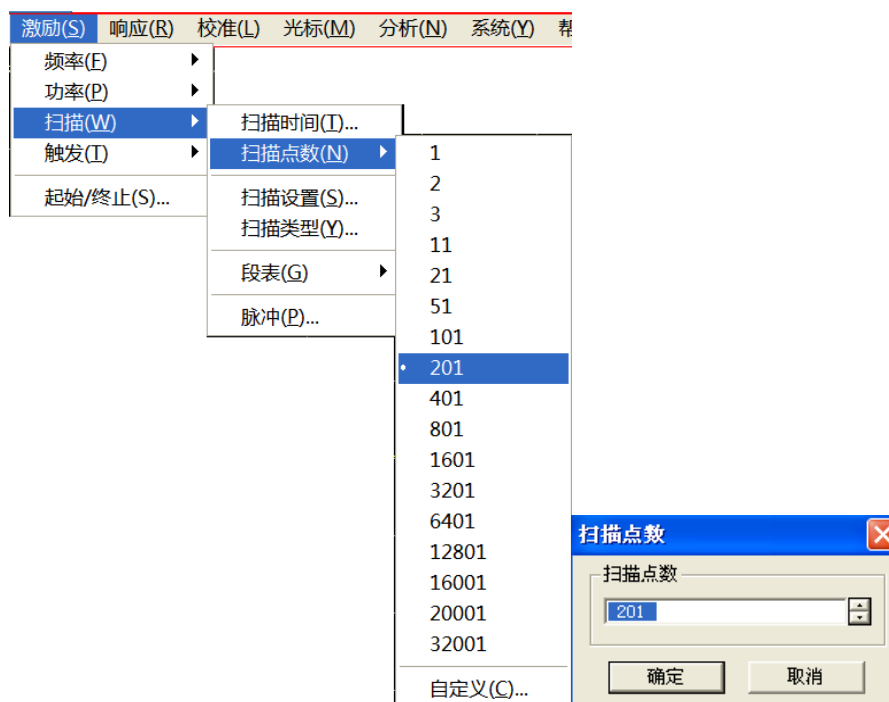 激励(S) 响应(R) 校准(L) 光标(M) 分析(N) 系统(Y)
频率(F)
功率(P)
扫描(W)
触发(T)
起始/终止(S)...
扫描时间(T)...
扫描点数(N)
扫描设置(S)...
扫描类型(Y)...
段表(G)
脉冲(P)...
1
2
3
11
21
51
101
201
401
801
1601
3201
6401
12801
16001
20001
32001
自定义(C)...
扫描点数
扫描点数
201
确定 取消